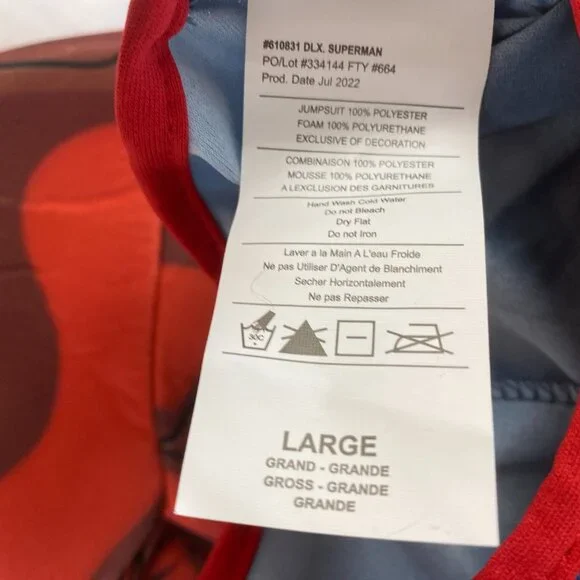 #610831 DLX. SUPERMAN
PO/Lot #334144 FTY #664
Prod. Date Jul 2022
JUMPSUIT 100% POLYESTER
FOAM 100% POLYURETHANE
EXCLUSIVE OF DECORATION
COMBINAISON 100% POLYESTER
MOUSSE 100% POLYURETHANE
A LEXCLUSION DES GARNITURES
Hand Wash Cold Water
Do not Bleach
Dry Flat
Do not Iron
Laver a la Main A L'eau Froide
Ne pas Utiliser D'Agent de Blanchiment
Secher Horizontalement
Ne pas Repasser
30C
LARGE
GRAND - GRANDE
GROSS - GRANDE
GRANDE